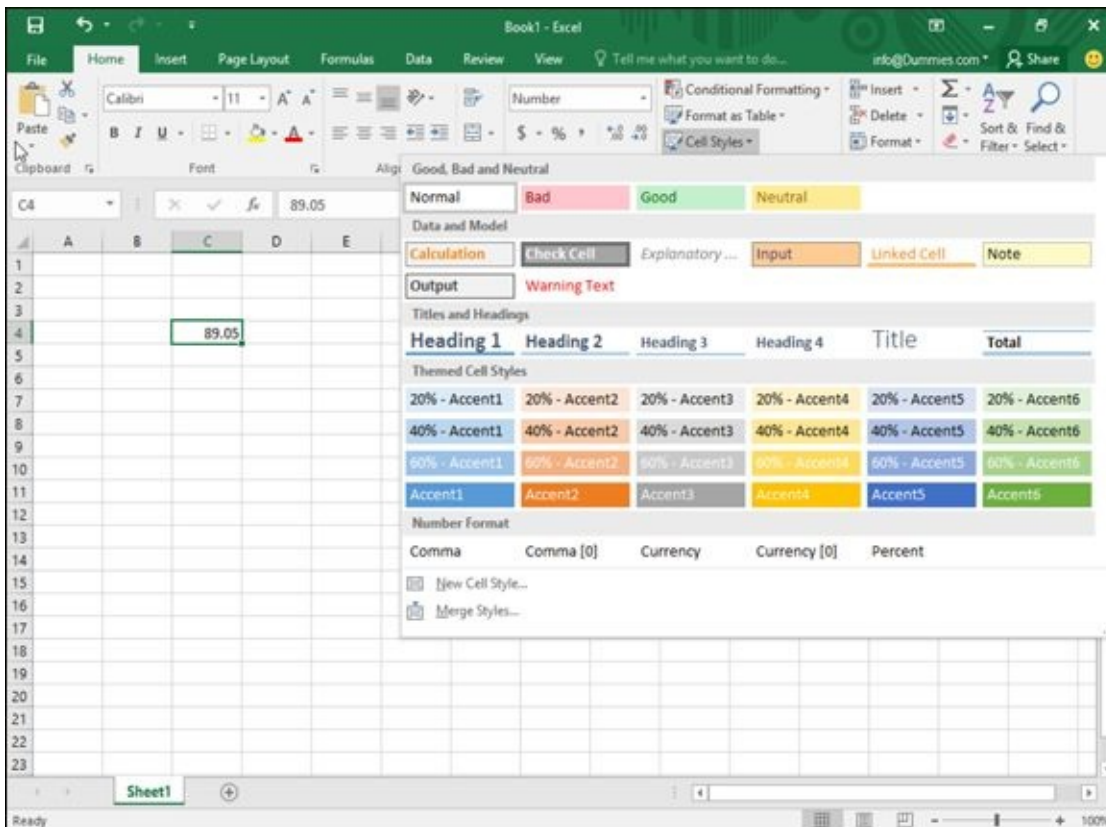 Book1 - Excel
File Home Insert Page Layout Formulas Data Review View Tell me what you want to do... info@Dummies.com Share
Calibri 11 A A Number Conditional Formatting Insert Σ
Format as Table Delete
Paste B I U A $ % , Cell Styles Format Sort & Filter Find & Select
Clipboard Font
C4 fx 89.05
A B C D E
1
2
3
4 89.05
5
6
7
8
9
10
11
12
13
14
15
16
17
18
19
20
21
22
23
Good, Bad and Neutral
Normal Bad Good Neutral
Data and Model
Calculation Check Cell Explanatory ... Input Linked Cell Note
Output Warning Text
Titles and Headings
Heading 1 Heading 2 Heading 3 Heading 4 Title Total
Themed Cell Styles
20% - Accent1 20% - Accent2 20% - Accent3 20% - Accent4 20% - Accent5 20% - Accent6
40% - Accent1 40% - Accent2 40% - Accent3 40% - Accent4 40% - Accent5 40% - Accent6
60% - Accent1 60% - Accent2 60% - Accent3 60% - Accent4 60% - Accent5 60% - Accent6
Accent1 Accent2 Accent3 Accent4 Accent5 Accent6
Number Format
Comma Comma [0] Currency Currency [0] Percent
New Cell Style...
Merge Styles...
Sheet1
Ready 100%